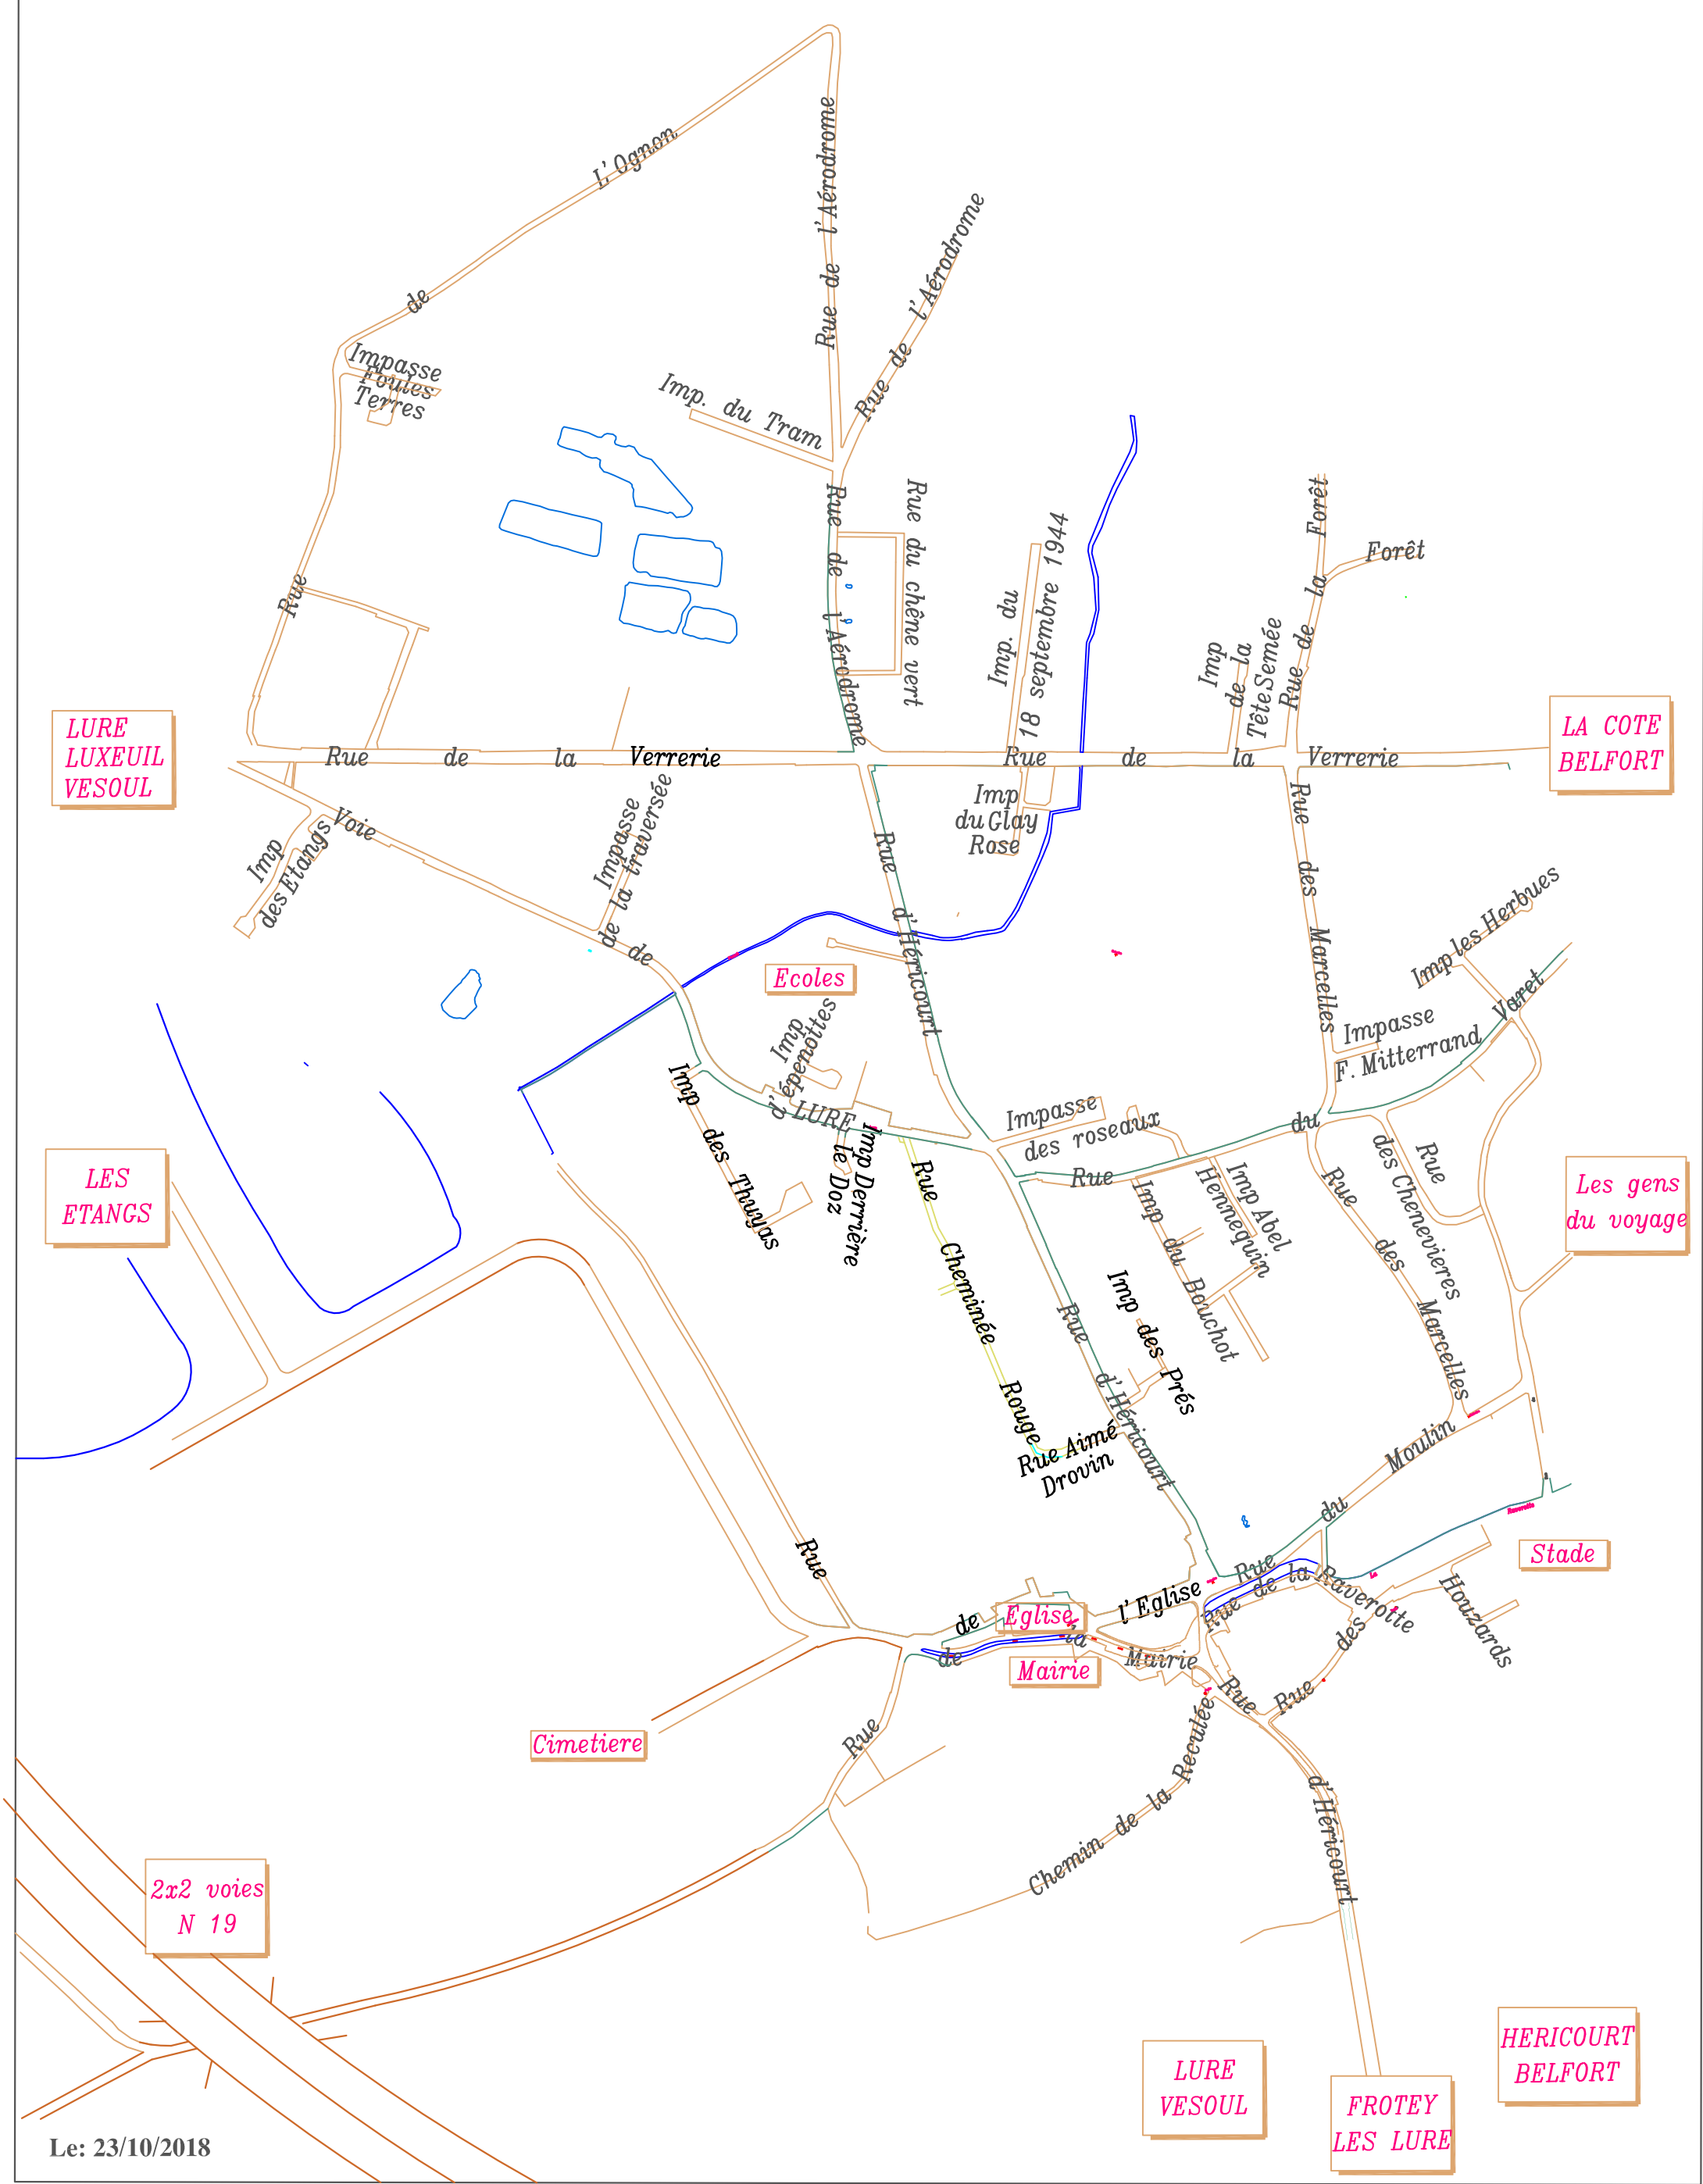 L'Ognon
de
Rue
Rue de l'Aérodrome
Rue de l'Aérodrome
Impasse
Foules
Terres
Imp. du Tram
Rue de l'Aérodrome
Rue du chêne vert
Imp. du
18 septembre 1944
Rue de la Forêt
Forêt
Imp
de la
Tête Semée
LURE
LUXEUIL
VESOUL
Rue de la Verrerie
Rue de la Verrerie
LA COTE
BELFORT
Imp
des Etangs
Voie de LURE
Impasse
de la traversée
Imp
du Glay
Rose
Rue d'Héricourt
Rue des Marcelles
Imp les Herbues
Ecoles
Imp
d'épenottes
Impasse
F. Mitterrand
Rue du Varet
Imp des Thuyas
Imp Derrière
le Doz
Impasse
des roseaux
LES
ETANGS
Rue Cheminée Rouge
Imp du Bauchot
Imp Abel
Hennequin
Rue des Marcelles
Rue
des Chenevieres
Les gens
du voyage
Imp des Prés
Rue d'Héricourt
Rue Aimé
Drovin
Rue du Moulin
Raverotte
Stade
Rue de l'Eglise
Eglise
Rue de la Raverotte
Rue des Houzards
Rue de la Mairie
Mairie
Cimetiere
Chemin de la Reculée
Rue d'Héricourt
2x2 voies
N 19
LURE
VESOUL
FROTEY
LES LURE
HERICOURT
BELFORT
Le: 23/10/2018